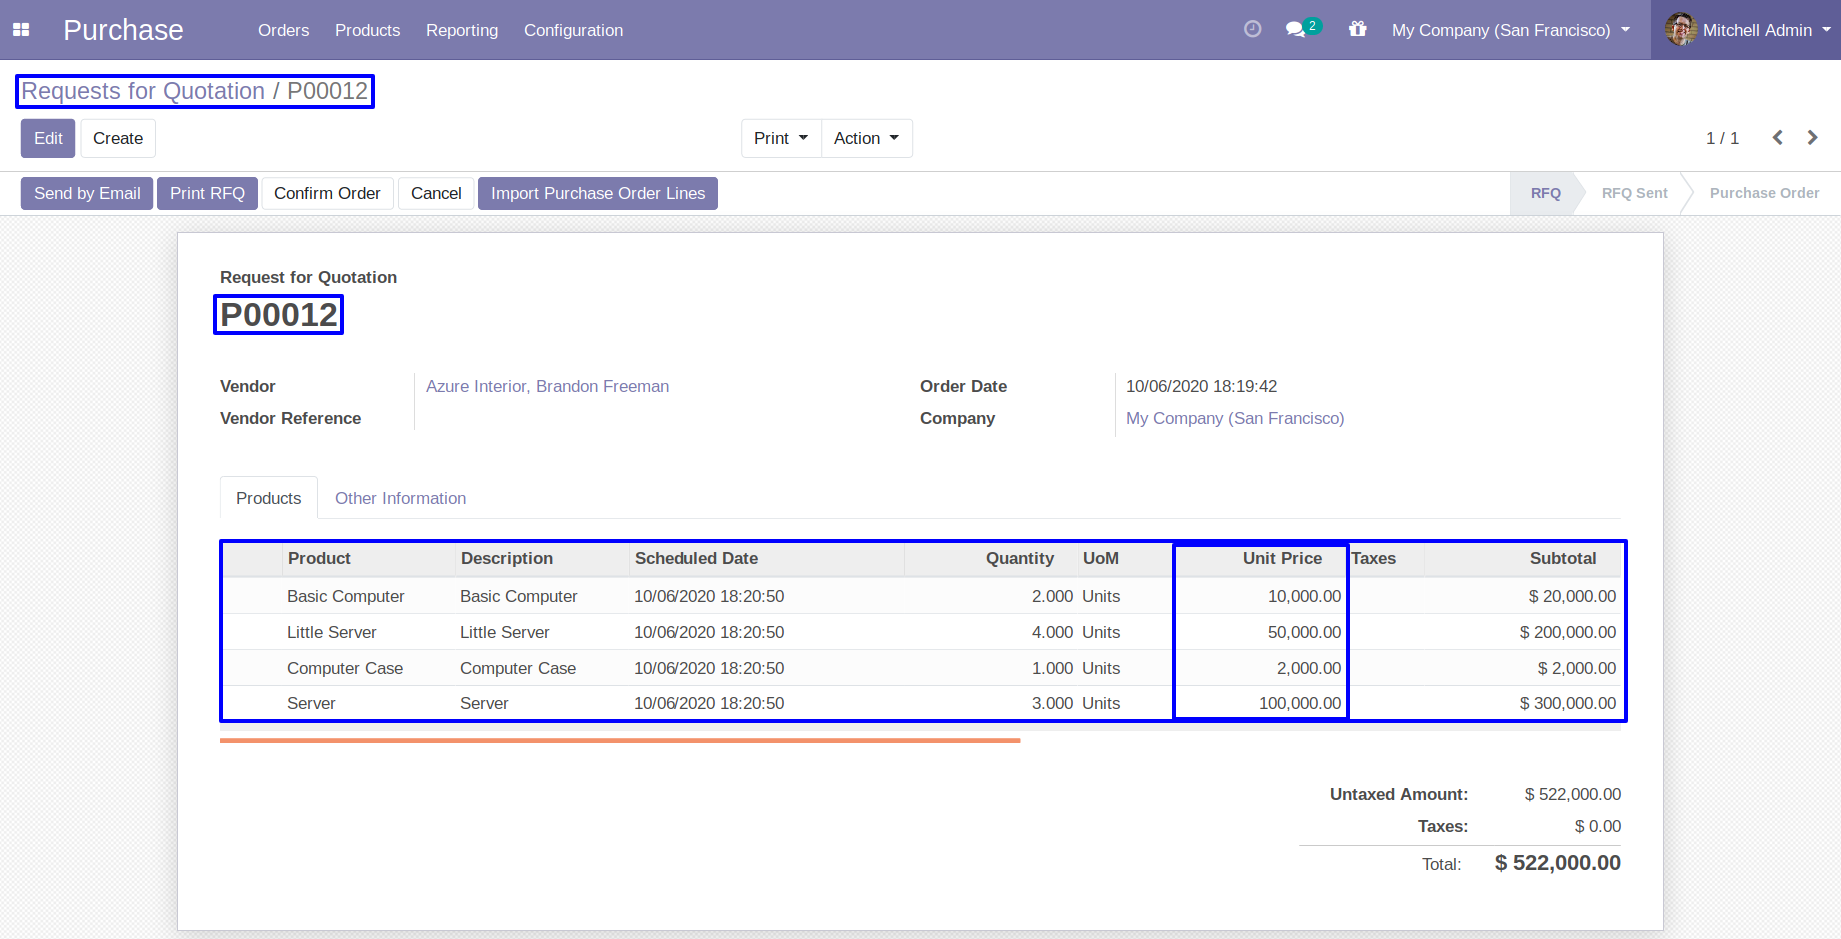 Purchase Orders Products Reporting Configuration 2 My Company (San Francisco) Mitchell Admin
Requests for Quotation / P00012
Edit Create Print Action 1 / 1
Send by Email Print RFQ Confirm Order Cancel Import Purchase Order Lines RFQ RFQ Sent Purchase Order
Request for Quotation
P00012
Vendor Azure Interior, Brandon Freeman Order Date 10/06/2020 18:19:42
Vendor Reference Company My Company (San Francisco)
Products Other Information
Product Description Scheduled Date Quantity UoM Unit Price Taxes Subtotal
Basic Computer Basic Computer 10/06/2020 18:20:50 2.000 Units 10,000.00 $ 20,000.00
Little Server Little Server 10/06/2020 18:20:50 4.000 Units 50,000.00 $ 200,000.00
Computer Case Computer Case 10/06/2020 18:20:50 1.000 Units 2,000.00 $ 2,000.00
Server Server 10/06/2020 18:20:50 3.000 Units 100,000.00 $ 300,000.00
Untaxed Amount: $ 522,000.00
Taxes: $ 0.00
Total: $ 522,000.00